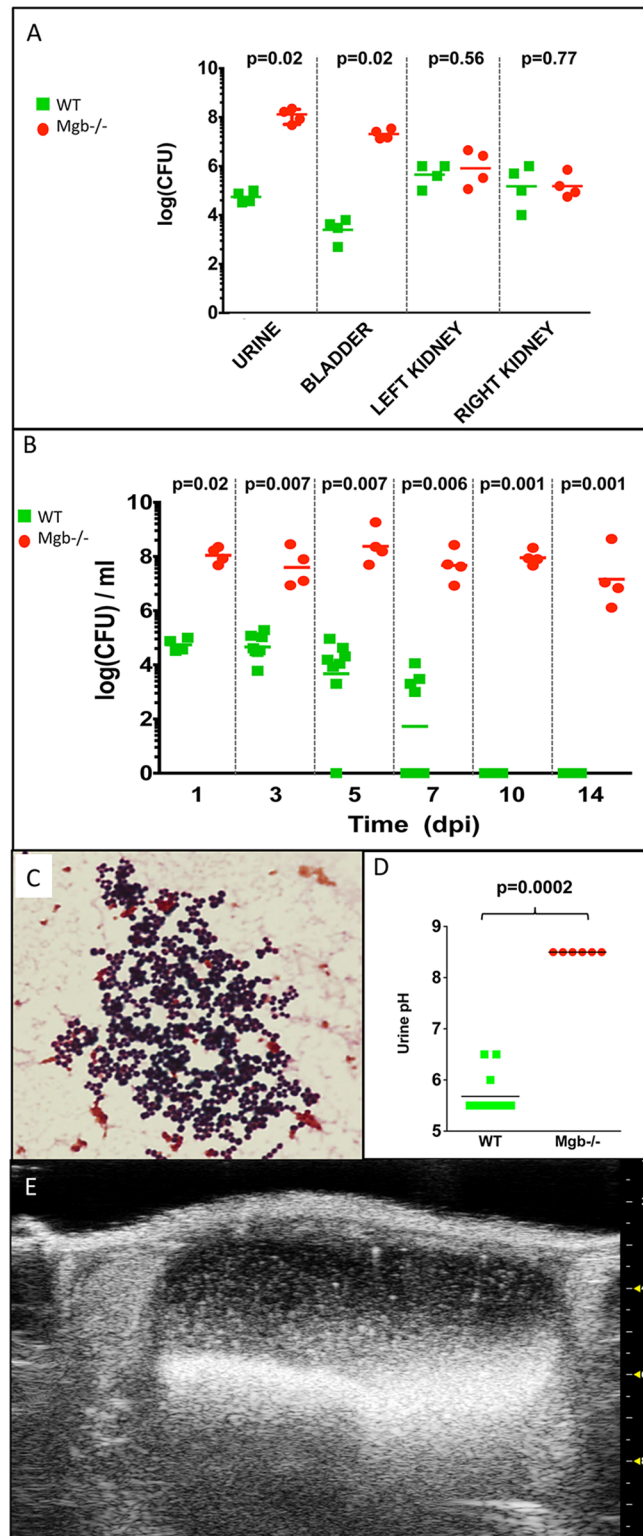 A
p=0.02 p=0.02 p=0.56 p=0.77
WT
Mgb-/-
log(CFU)
10
8
6
4
2
0
URINE
BLADDER
LEFT KIDNEY
RIGHT KIDNEY
B
p=0.02 p=0.007 p=0.007 p=0.006 p=0.001 p=0.001
WT
Mgb-/-
log(CFU) / ml
10
8
6
4
2
0
1 3 5 7 10 14
Time (dpi)
C
D
p=0.0002
Urine pH
9
8
7
6
5
WT Mgb-/-
E